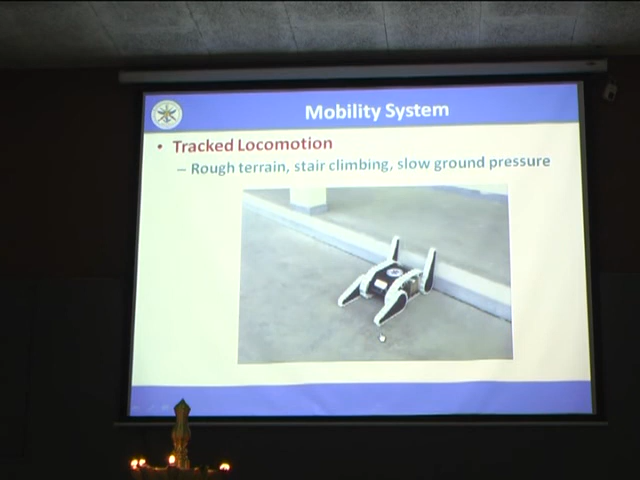 Mobility System
• Tracked Locomotion
– Rough terrain, stair climbing, slow ground pressure